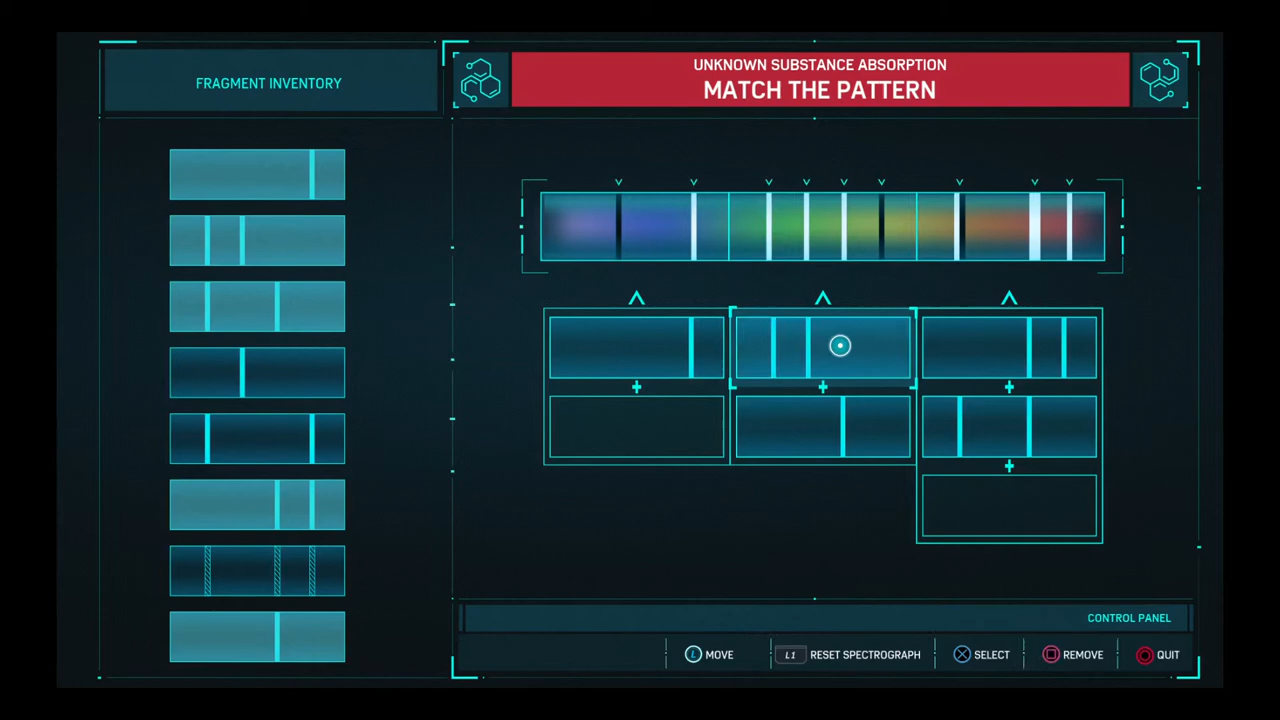 FRAGMENT INVENTORY
UNKNOWN SUBSTANCE ABSORPTION
MATCH THE PATTERN
CONTROL PANEL
L MOVE
L1 RESET SPECTROGRAPH
SELECT
REMOVE
QUIT